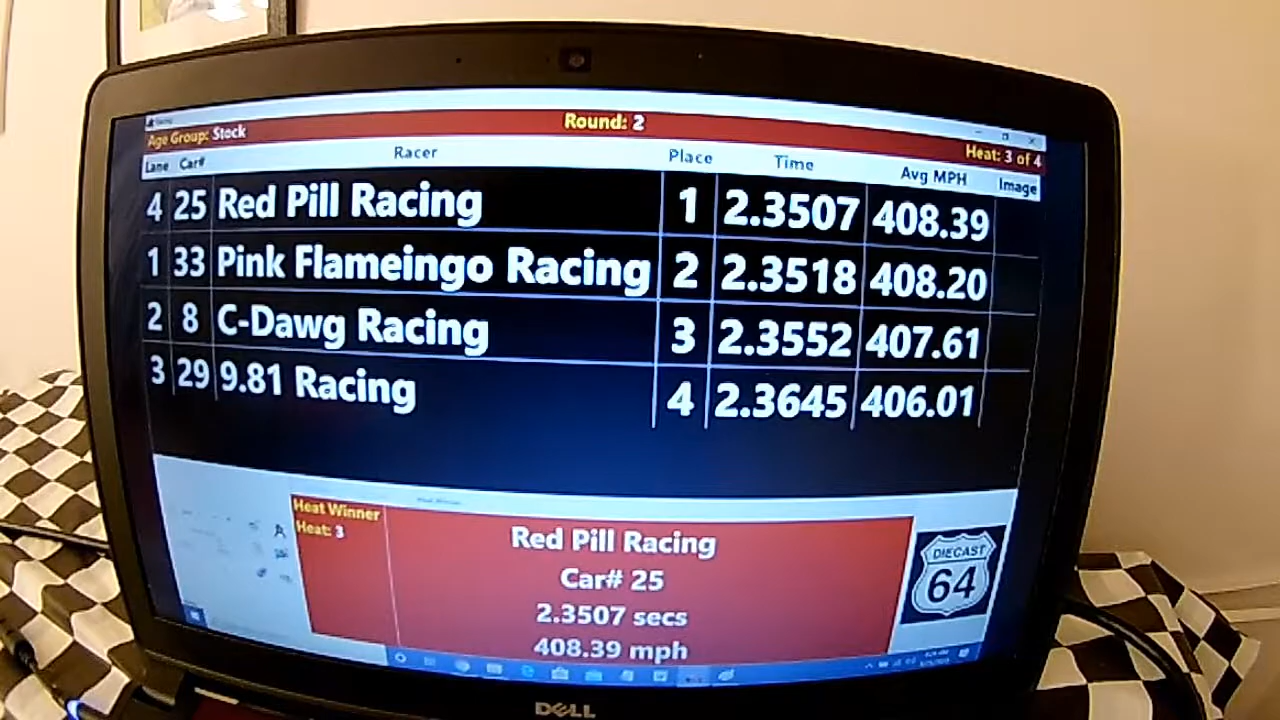 Age Group: Stock Round: 2 Heat: 3 of 4
Lane Car# Racer Place Time Avg MPH Image
4 25 Red Pill Racing 1 2.3507 408.39
1 33 Pink Flameingo Racing 2 2.3518 408.20
2 8 C-Dawg Racing 3 2.3552 407.61
3 29 9.81 Racing 4 2.3645 406.01
Heat Winner
Heat: 3
Red Pill Racing
Car# 25
2.3507 secs
408.39 mph
DIECAST
64
DELL